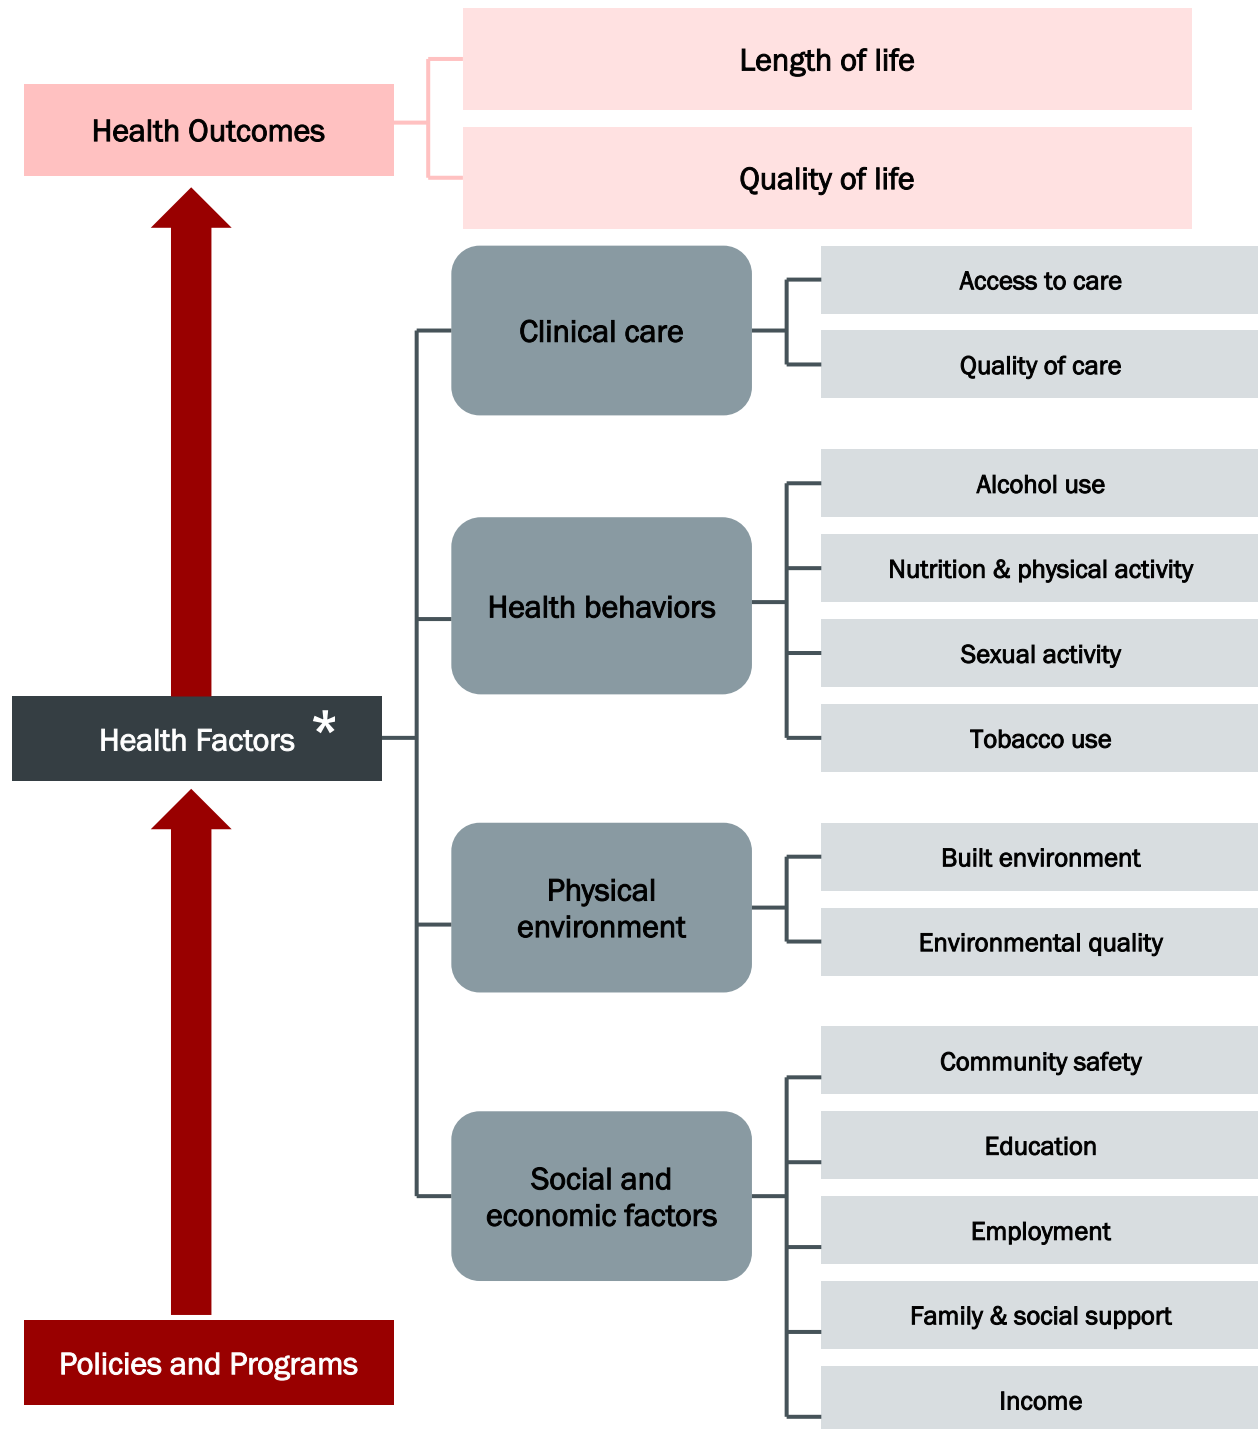 Length of life
Health Outcomes
Quality of life
Clinical care
Access to care
Quality of care
Health behaviors
Alcohol use
Nutrition & physical activity
Sexual activity
Tobacco use
Health Factors *
Physical
environment
Built environment
Environmental quality
Social and
economic factors
Community safety
Education
Employment
Family & social support
Income
Policies and Programs